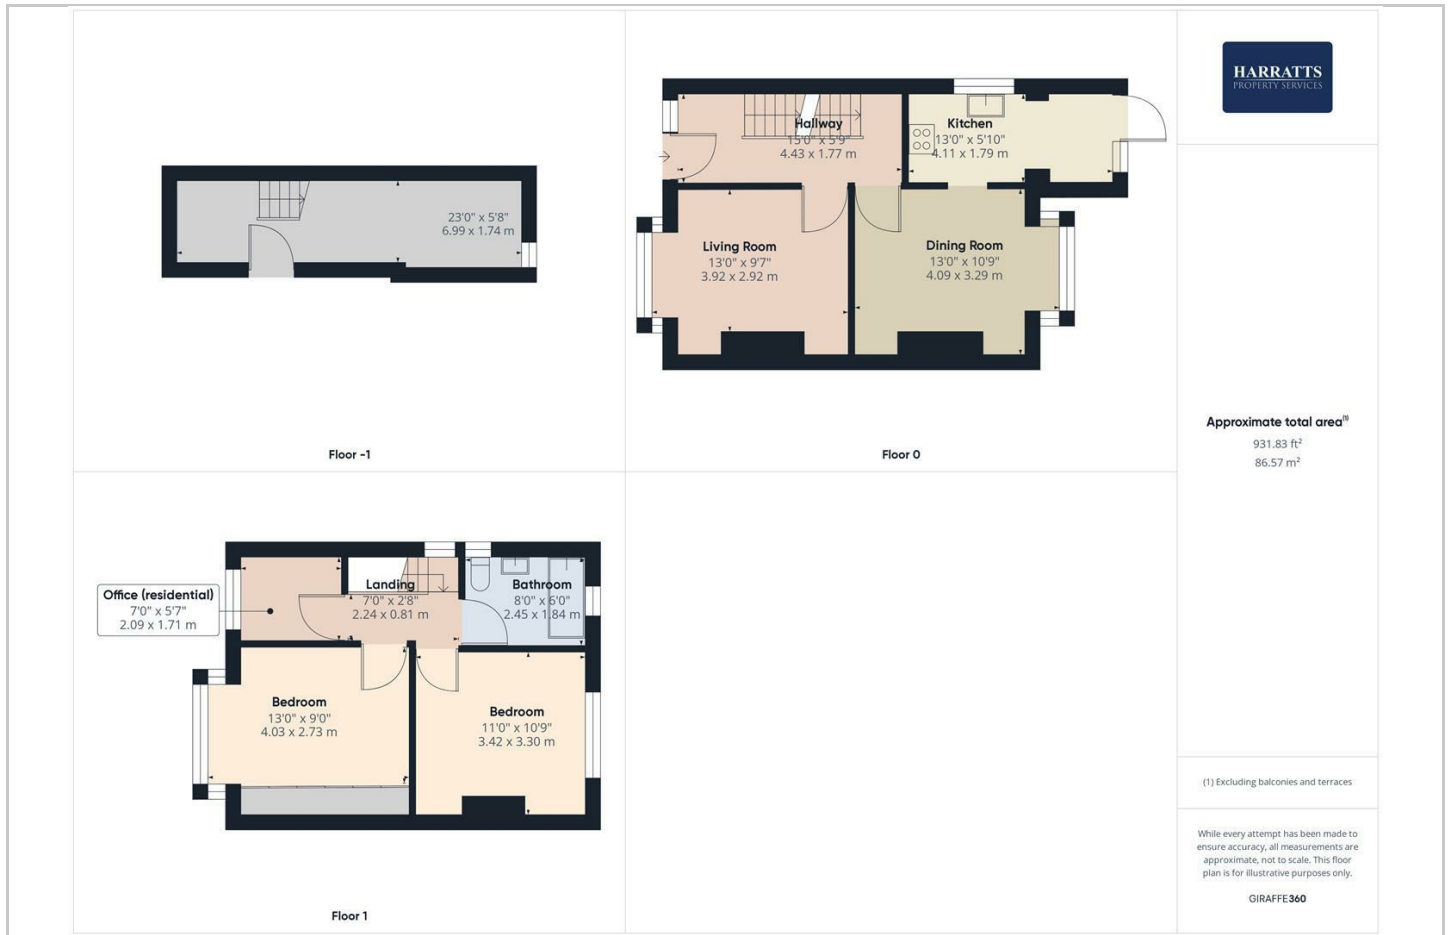 23'0" x 5'8"
6.99 x 1.74 m
Floor -1
Hallway
15'0" x 5'9"
4.43 x 1.77 m
Kitchen
13'0" x 5'10"
4.11 x 1.79 m
Living Room
13'0" x 9'7"
3.92 x 2.92 m
Dining Room
13'0" x 10'9"
4.09 x 3.29 m
Floor 0
Office (residential)
7'0" x 5'7"
2.09 x 1.71 m
Landing
7'0" x 2'8"
2.24 x 0.81 m
Bathroom
8'0" x 6'0"
2.45 x 1.84 m
Bedroom
13'0" x 9'0"
4.03 x 2.73 m
Bedroom
11'0" x 10'9"
3.42 x 3.30 m
Floor 1
HARRATTS
PROPERTY SERVICES
Approximate total area⁽¹⁾
931.83 ft²
86.57 m²
(1) Excluding balconies and terraces
While every attempt has been made to
ensure accuracy, all measurements are
approximate, not to scale. This floor
plan is for illustrative purposes only.
GIRAFFE360